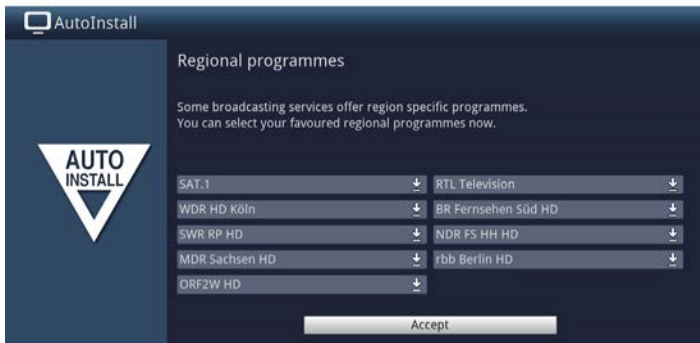 AutoInstall
Regional programmes
Some broadcasting services offer region specific programmes.
You can select your favoured regional programmes now.
AUTO
INSTALL
SAT.1
RTL Television
WDR HD Köln
BR Fernsehen Süd HD
SWR RP HD
NDR FS HH HD
MDR Sachsen HD
rbb Berlin HD
ORF2W HD
Accept